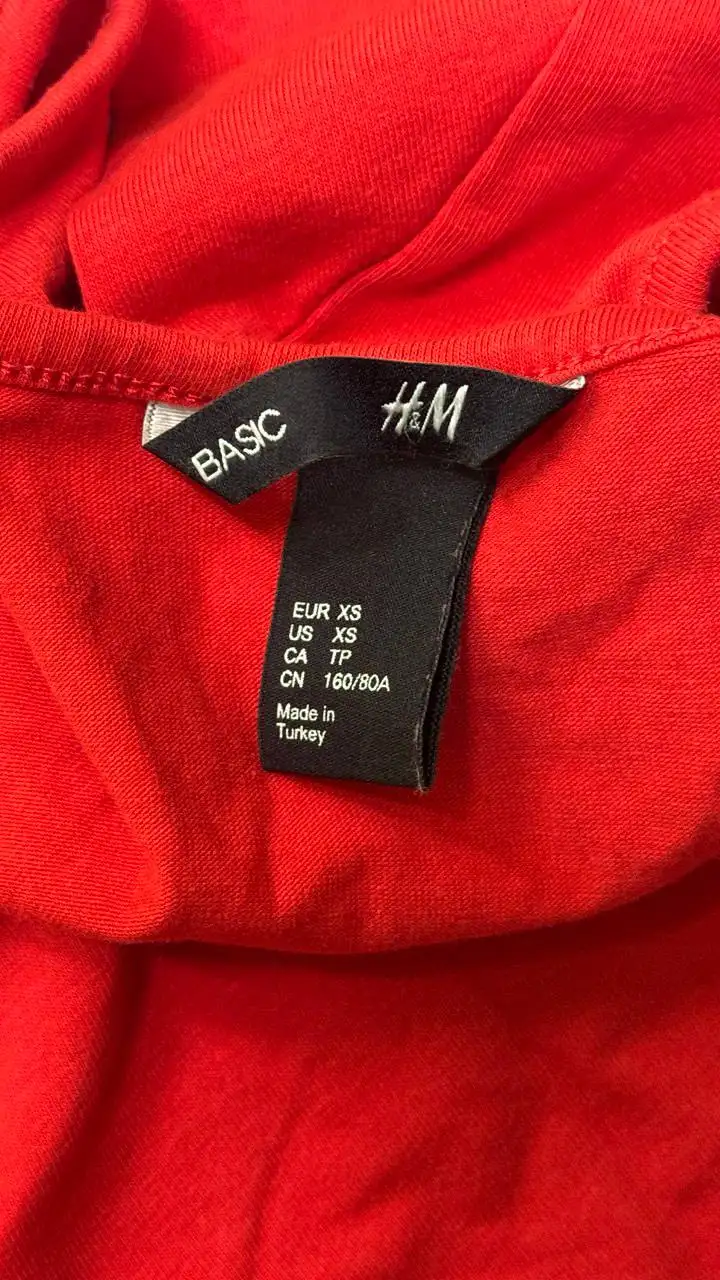 BASIC H&M
EUR XS
US XS
CA TP
CN 160/80A
Made in
Turkey